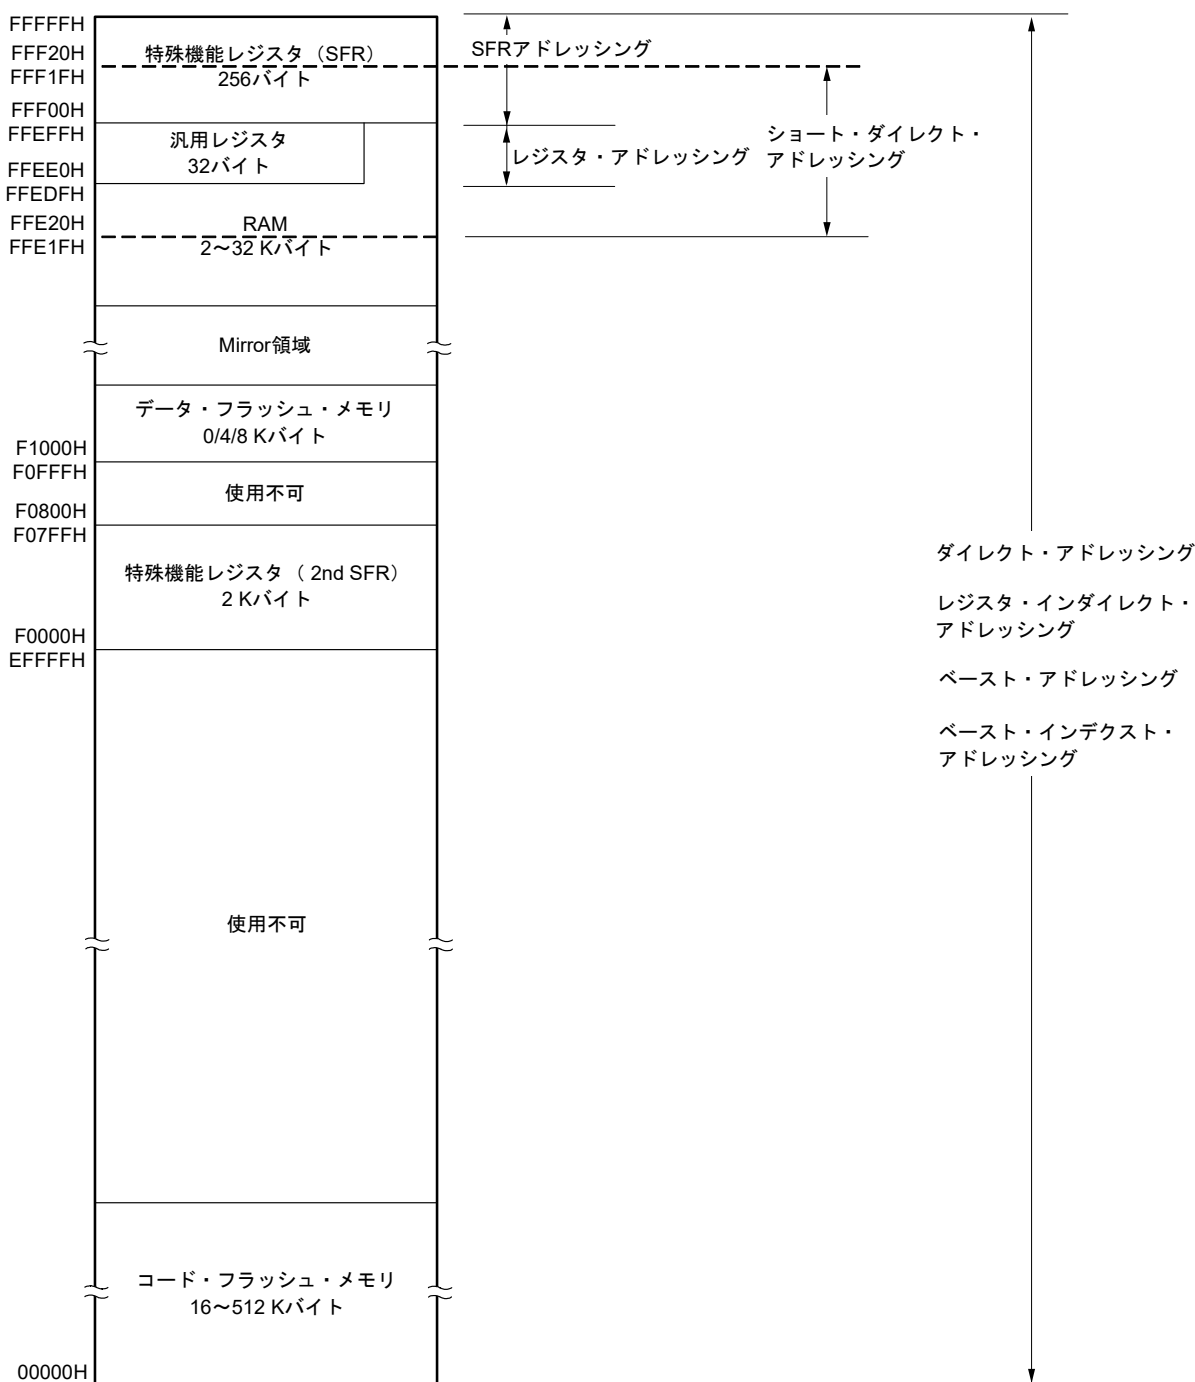 FFFFFH
FFF20H
特殊機能レジスタ（SFR）
SFRアドレッシング
FFF1FH
256バイト
FFF00H
FFEFFH
汎用レジスタ
32バイト
レジスタ・アドレッシング
ショート・ダイレクト・
アドレッシング
FFEE0H
FFEDFH
FFE20H
RAM
FFE1FH
2～32 Kバイト
Mirror領域
データ・フラッシュ・メモリ
0/4/8 Kバイト
F1000H
F0FFFH
使用不可
F0800H
F07FFH
特殊機能レジスタ（ 2nd SFR）
2 Kバイト
F0000H
EFFFFH
ダイレクト・アドレッシング
レジスタ・インダイレクト・
アドレッシング
ベースト・アドレッシング
ベースト・インデクスト・
アドレッシング
使用不可
コード・フラッシュ・メモリ
16～512 Kバイト
00000H